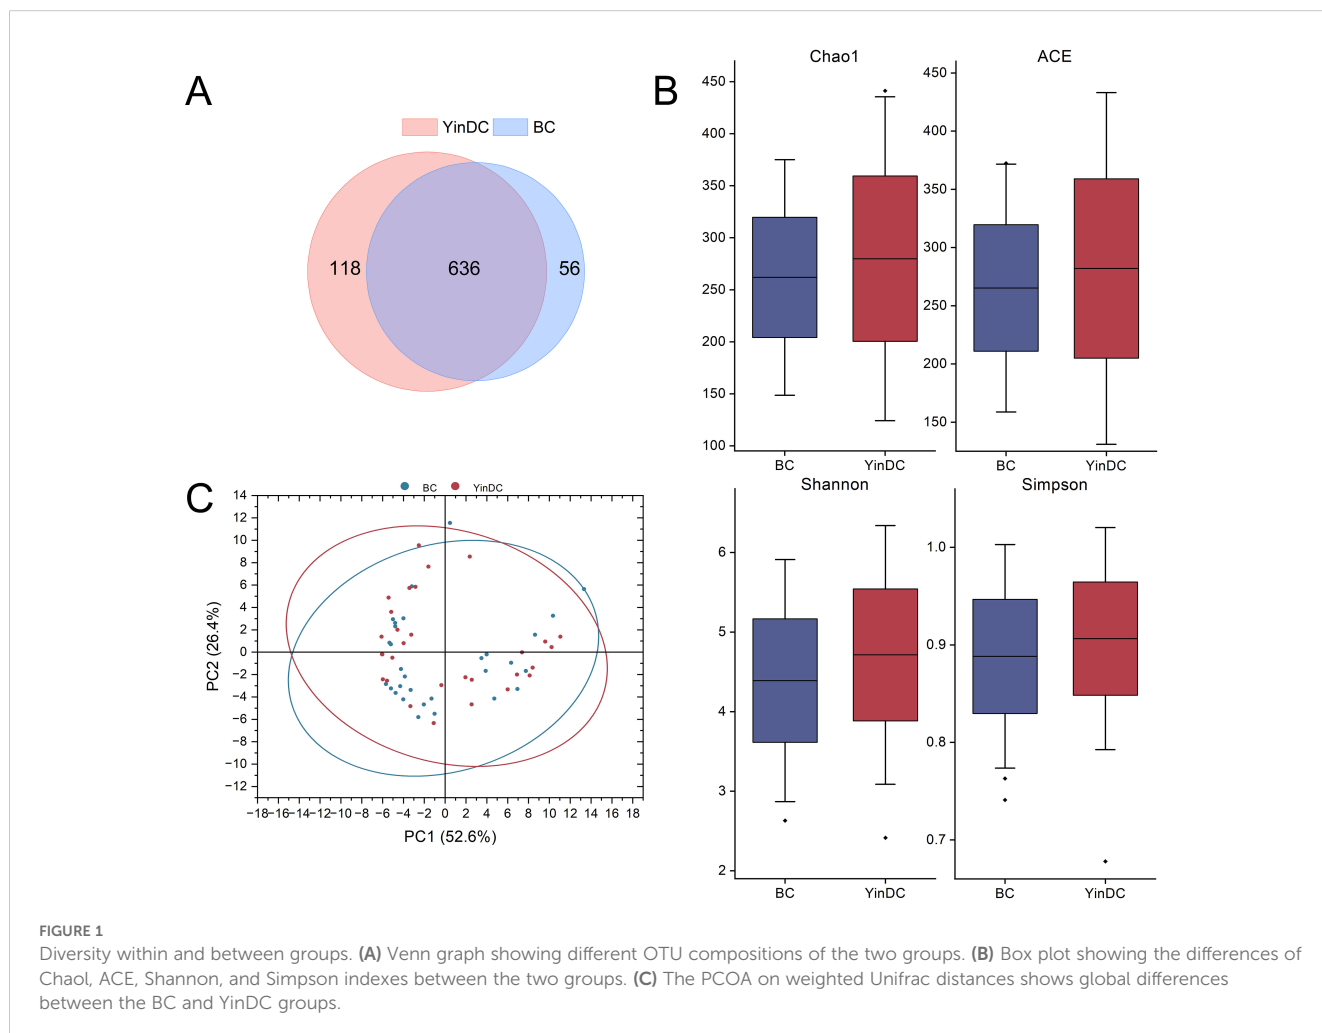 A
YinDC BC
118 636 56
B
Chao1
450
400
350
300
250
200
150
100
BC YinDC
ACE
450
400
350
300
250
200
150
BC YinDC
C
BC YinDC
14
12
10
8
6
4
2
0
−2
−4
−6
−8
−10
−12
PC2 (26.4%)
−18 −16 −14 −12 −10 −8 −6 −4 −2 0 2 4 6 8 10 12 14 16 18
PC1 (52.6%)
Shannon
6
5
4
3
2
BC YinDC
Simpson
1.0
0.9
0.8
0.7
BC YinDC
FIGURE 1
Diversity within and between groups. (A) Venn graph showing different OTU compositions of the two groups. (B) Box plot showing the differences of
Chaol, ACE, Shannon, and Simpson indexes between the two groups. (C) The PCOA on weighted Unifrac distances shows global differences
between the BC and YinDC groups.